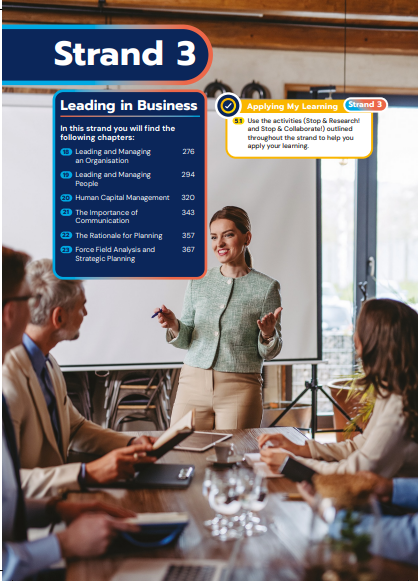 Strand 3
Leading in Business
In this strand you will find the
following chapters:
18 Leading and Managing 276
an Organisation
19 Leading and Managing 294
People
20 Human Capital Management 320
21 The Importance of 343
Communication
22 The Rationale for Planning 357
23 Force Field Analysis and 367
Strategic Planning
Applying My Learning Strand 3
5.1 Use the activities (Stop & Research!
and Stop & Collaborate!) outlined
throughout the strand to help you
apply your learning.